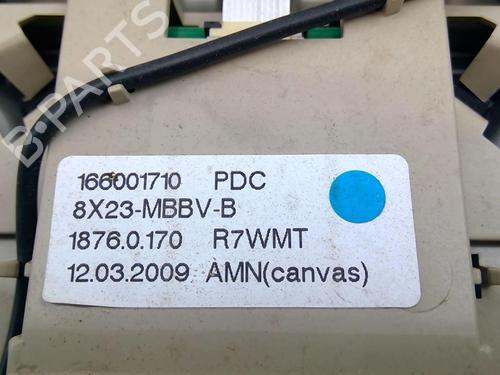 B-PARTS
166001710 PDC
8X23-MBBV-B
1876.0.170 R7WMT
12.03.2009 AMN(canvas)